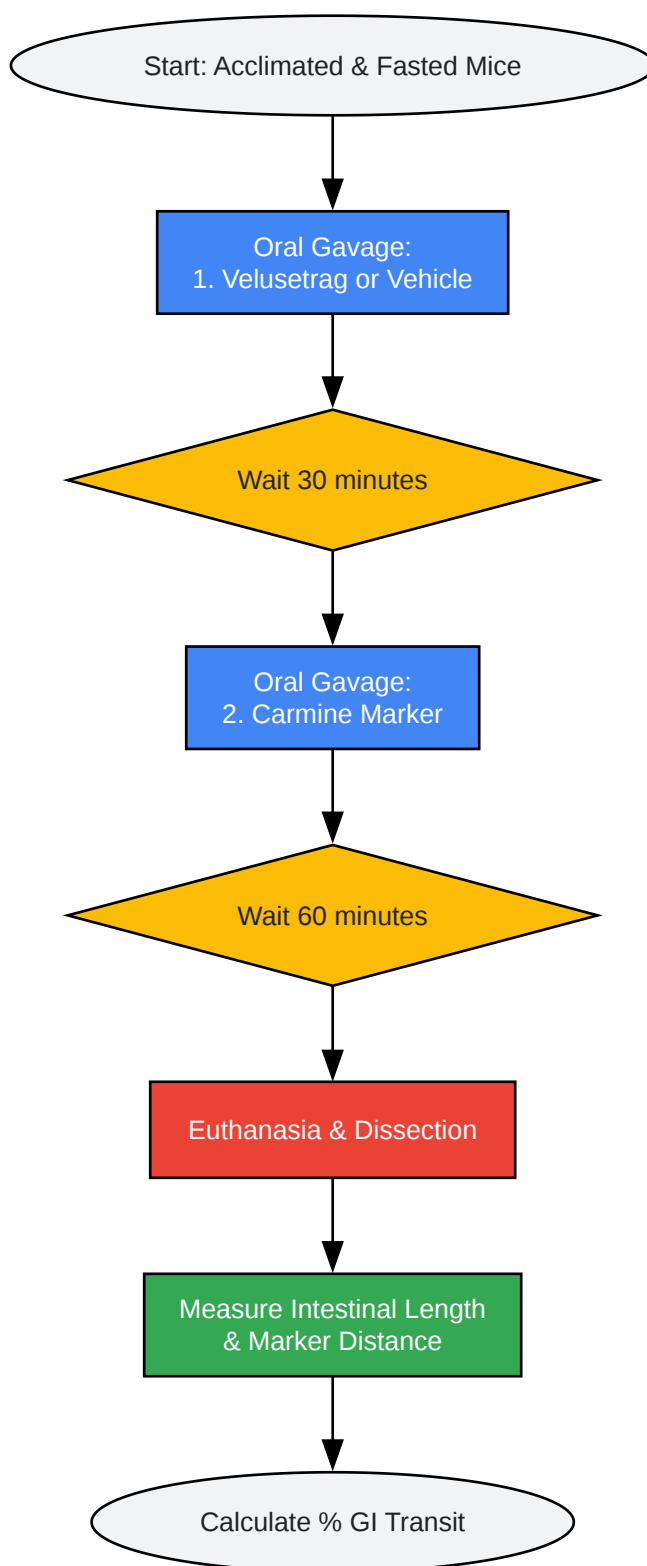 Start: Acclimated & Fasted Mice
Oral Gavage:
1. Velusetrag or Vehicle
Wait 30 minutes
Oral Gavage:
2. Carmine Marker
Wait 60 minutes
Euthanasia & Dissection
Measure Intestinal Length
& Marker Distance
Calculate % GI Transit